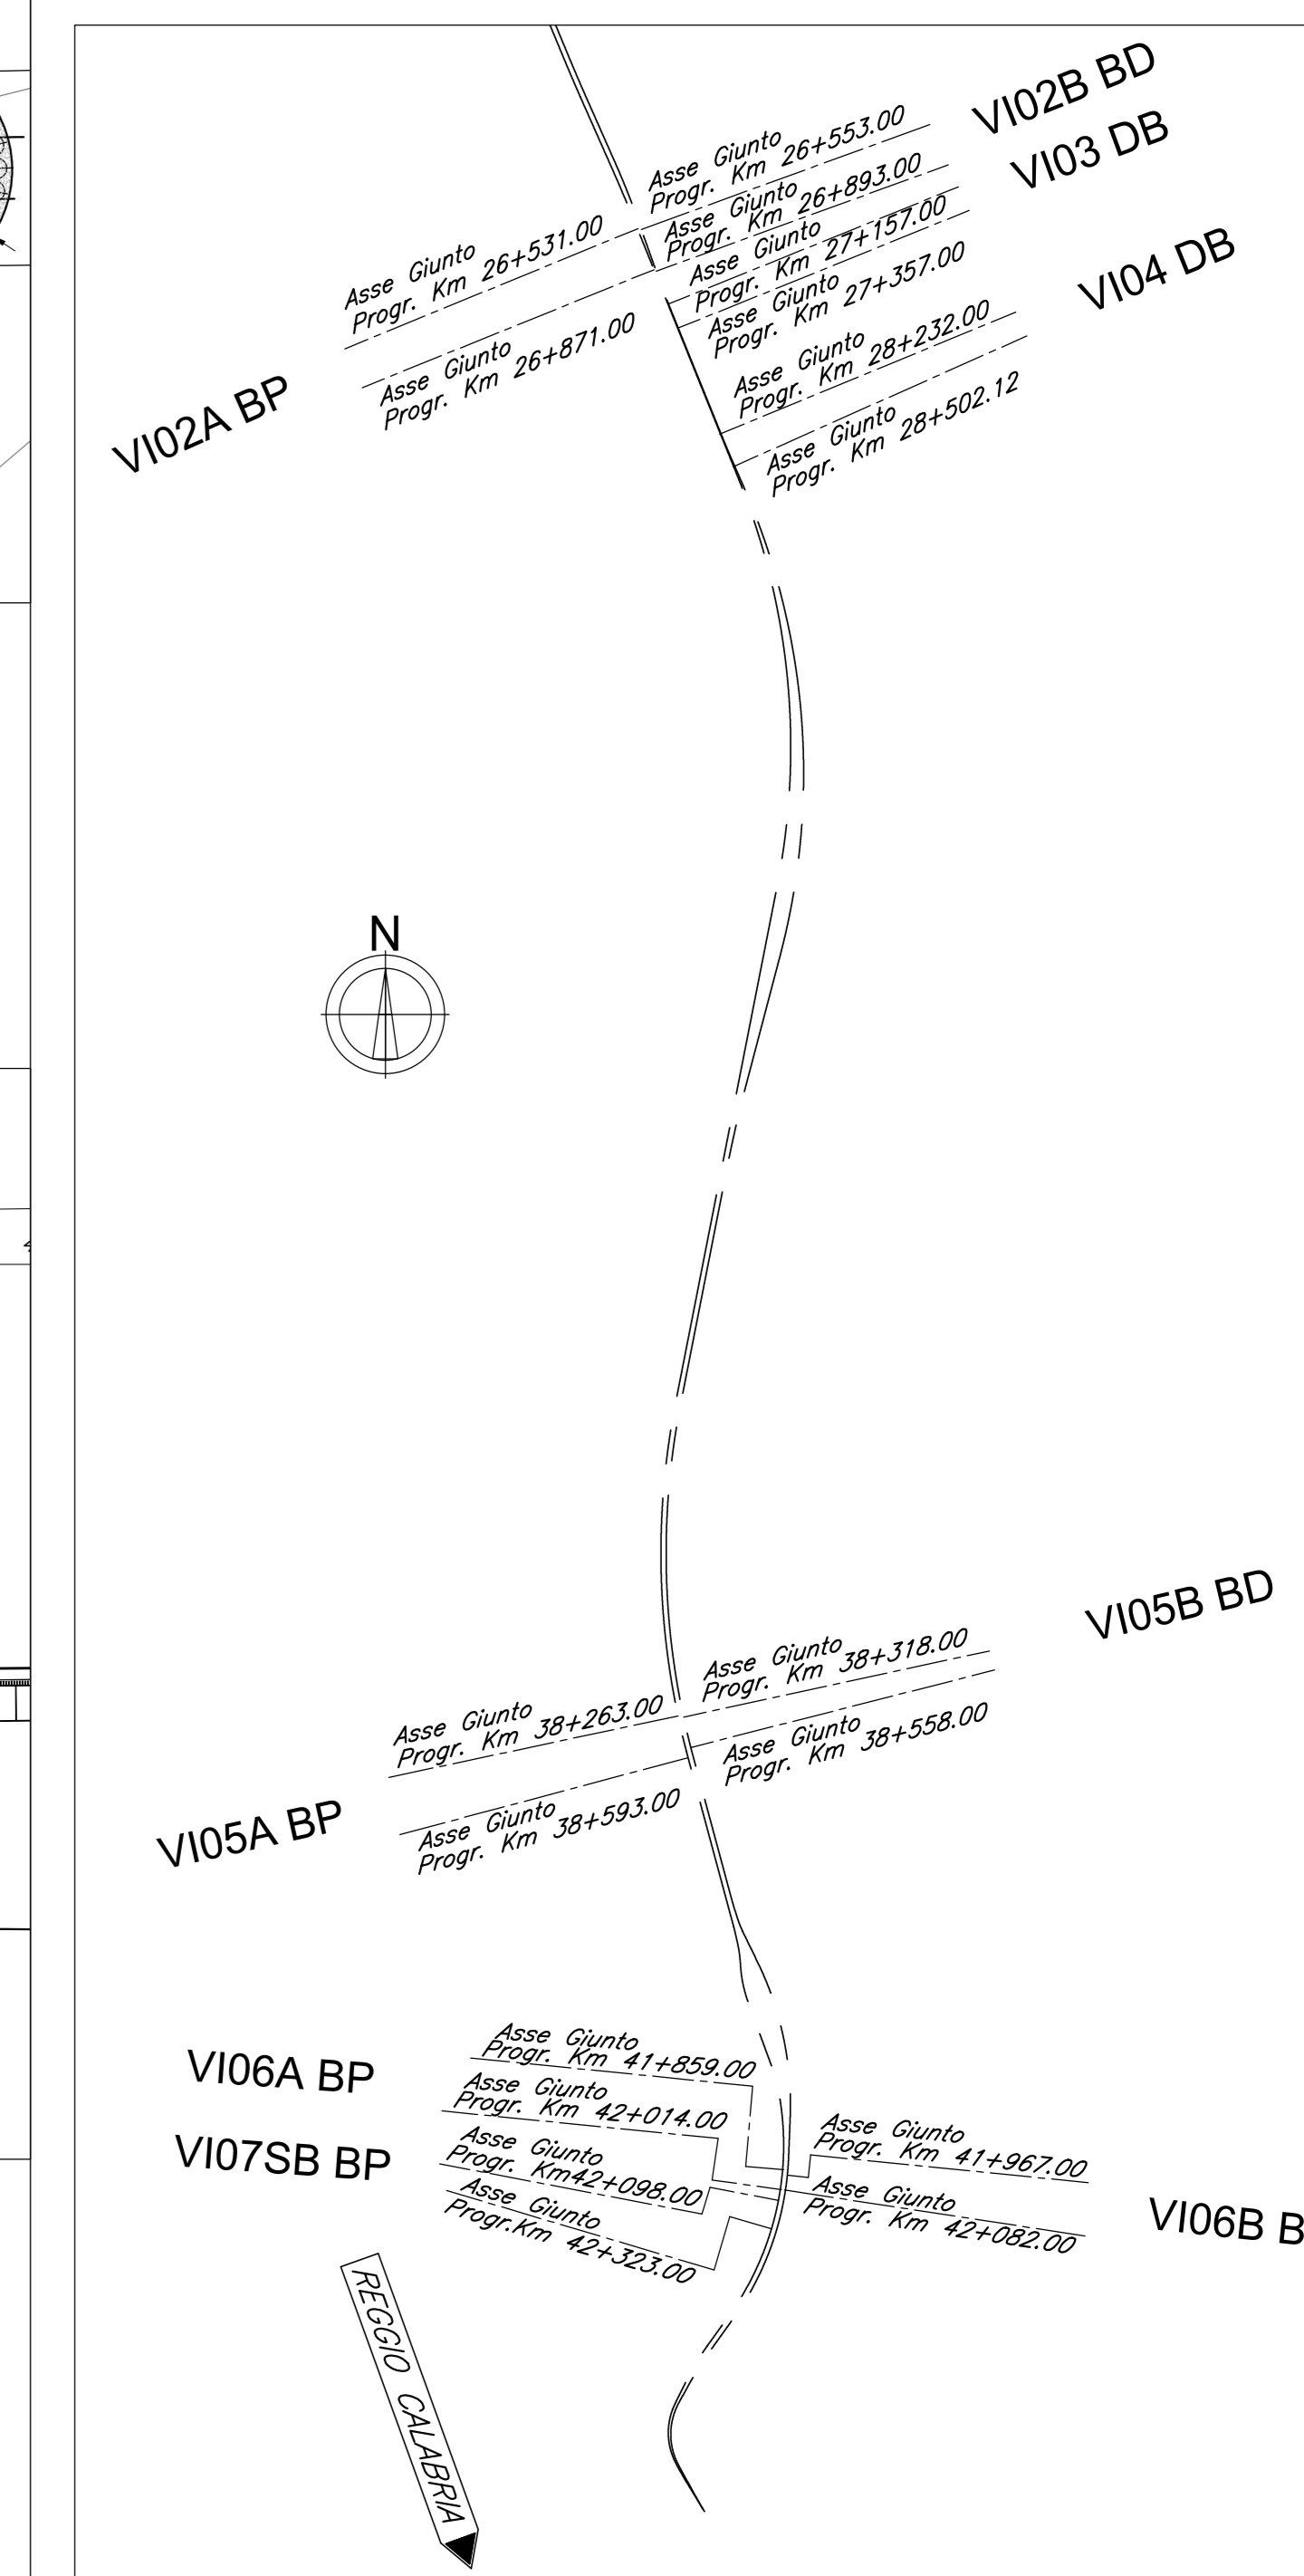 VI02B BD
Asse Giunto
Progr. Km 26+553.00
VI03 DB
Asse Giunto
Progr. Km 26+893.00
Asse Giunto
Progr. Km 26+531.00
Asse Giunto
Progr. Km 27+157.00
VI04 DB
Asse Giunto
Progr. Km 27+357.00
Asse Giunto
Progr. Km 26+871.00
Asse Giunto
Progr. Km 28+232.00
VI02A BP
Asse Giunto
Progr. Km 28+502.12
N
VI05B BD
Asse Giunto
Progr. Km 38+318.00
Asse Giunto
Progr. Km 38+263.00
Asse Giunto
Progr. Km 38+558.00
VI05A BP
Asse Giunto
Progr. Km 38+593.00
Asse Giunto
Progr. Km 41+859.00
VI06A BP
Asse Giunto
Progr. Km 42+014.00
Asse Giunto
Progr. Km 41+967.00
VI07SB BP
Asse Giunto
Progr. Km42+098.00
Asse Giunto
Progr. Km 42+082.00
VI06B B
Asse Giunto
Progr.Km 42+323.00
REGGIO CALABRIA